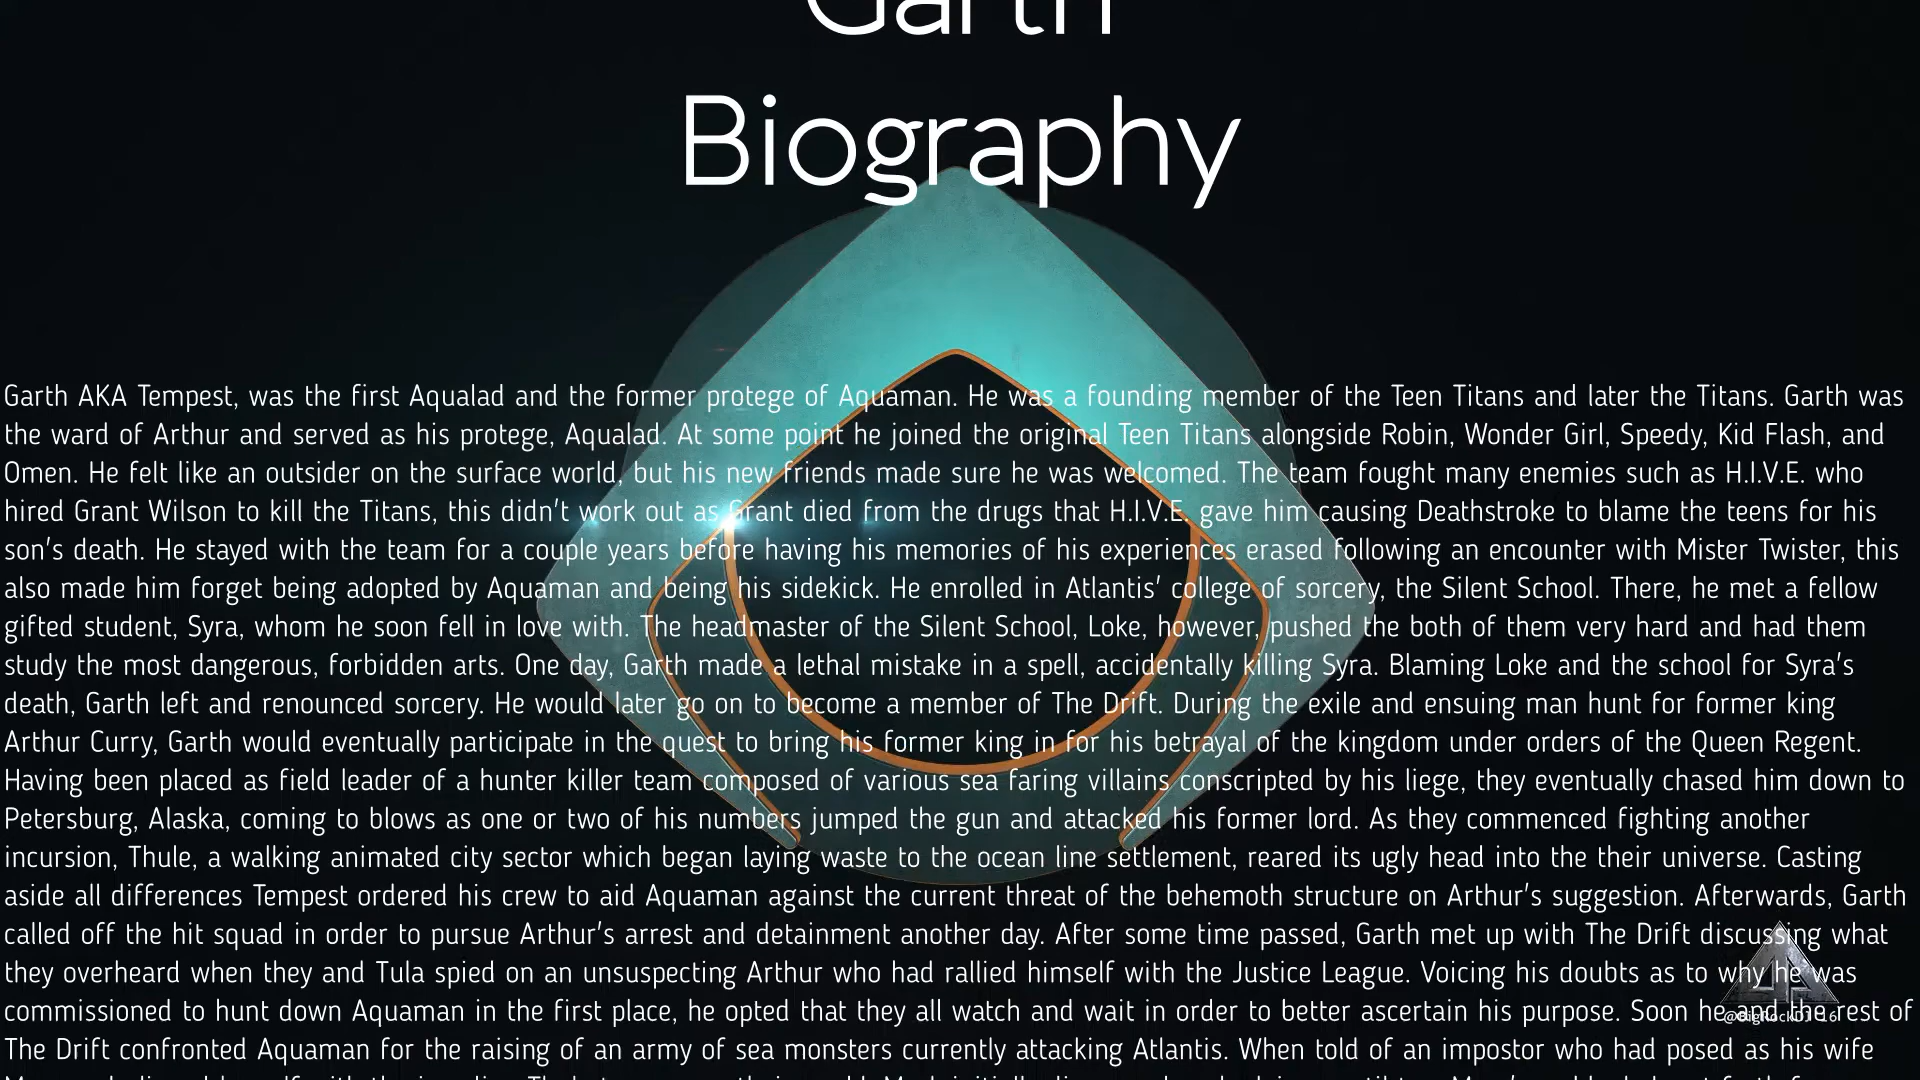 Garth
Biography
Garth AKA Tempest, was the first Aqualad and the former protege of Aquaman. He was a founding member of the Teen Titans and later the Titans. Garth was
the ward of Arthur and served as his protege, Aqualad. At some point he joined the original Teen Titans alongside Robin, Wonder Girl, Speedy, Kid Flash, and
Omen. He felt like an outsider on the surface world, but his new friends made sure he was welcomed. The team fought many enemies such as H.I.V.E. who
hired Grant Wilson to kill the Titans, this didn't work out as Grant died from the drugs that H.I.V.E. gave him causing Deathstroke to blame the teens for his
son's death. He stayed with the team for a couple years before having his memories of his experiences erased following an encounter with Mister Twister, this
also made him forget being adopted by Aquaman and being his sidekick. He enrolled in Atlantis' college of sorcery, the Silent School. There, he met a fellow
gifted student, Syra, whom he soon fell in love with. The headmaster of the Silent School, Loke, however, pushed the both of them very hard and had them
study the most dangerous, forbidden arts. One day, Garth made a lethal mistake in a spell, accidentally killing Syra. Blaming Loke and the school for Syra's
death, Garth left and renounced sorcery. He would later go on to become a member of The Drift. During the exile and ensuing man hunt for former king
Arthur Curry, Garth would eventually participate in the quest to bring his former king in for his betrayal of the kingdom under orders of the Queen Regent.
Having been placed as field leader of a hunter killer team composed of various sea faring villains conscripted by his liege, they eventually chased him down to
Petersburg, Alaska, coming to blows as one or two of his numbers jumped the gun and attacked his former lord. As they commenced fighting another
incursion, Thule, a walking animated city sector which began laying waste to the ocean line settlement, reared its ugly head into the their universe. Casting
aside all differences Tempest ordered his crew to aid Aquaman against the current threat of the behemoth structure on Arthur's suggestion. Afterwards, Garth
called off the hit squad in order to pursue Arthur's arrest and detainment another day. After some time passed, Garth met up with The Drift discussing what
they overheard when they and Tula spied on an unsuspecting Arthur who had rallied himself with the Justice League. Voicing his doubts as to why he was
commissioned to hunt down Aquaman in the first place, he opted that they all watch and wait in order to better ascertain his purpose. Soon he and the rest of
The Drift confronted Aquaman for the raising of an army of sea monsters currently attacking Atlantis. When told of an impostor who had posed as his wife